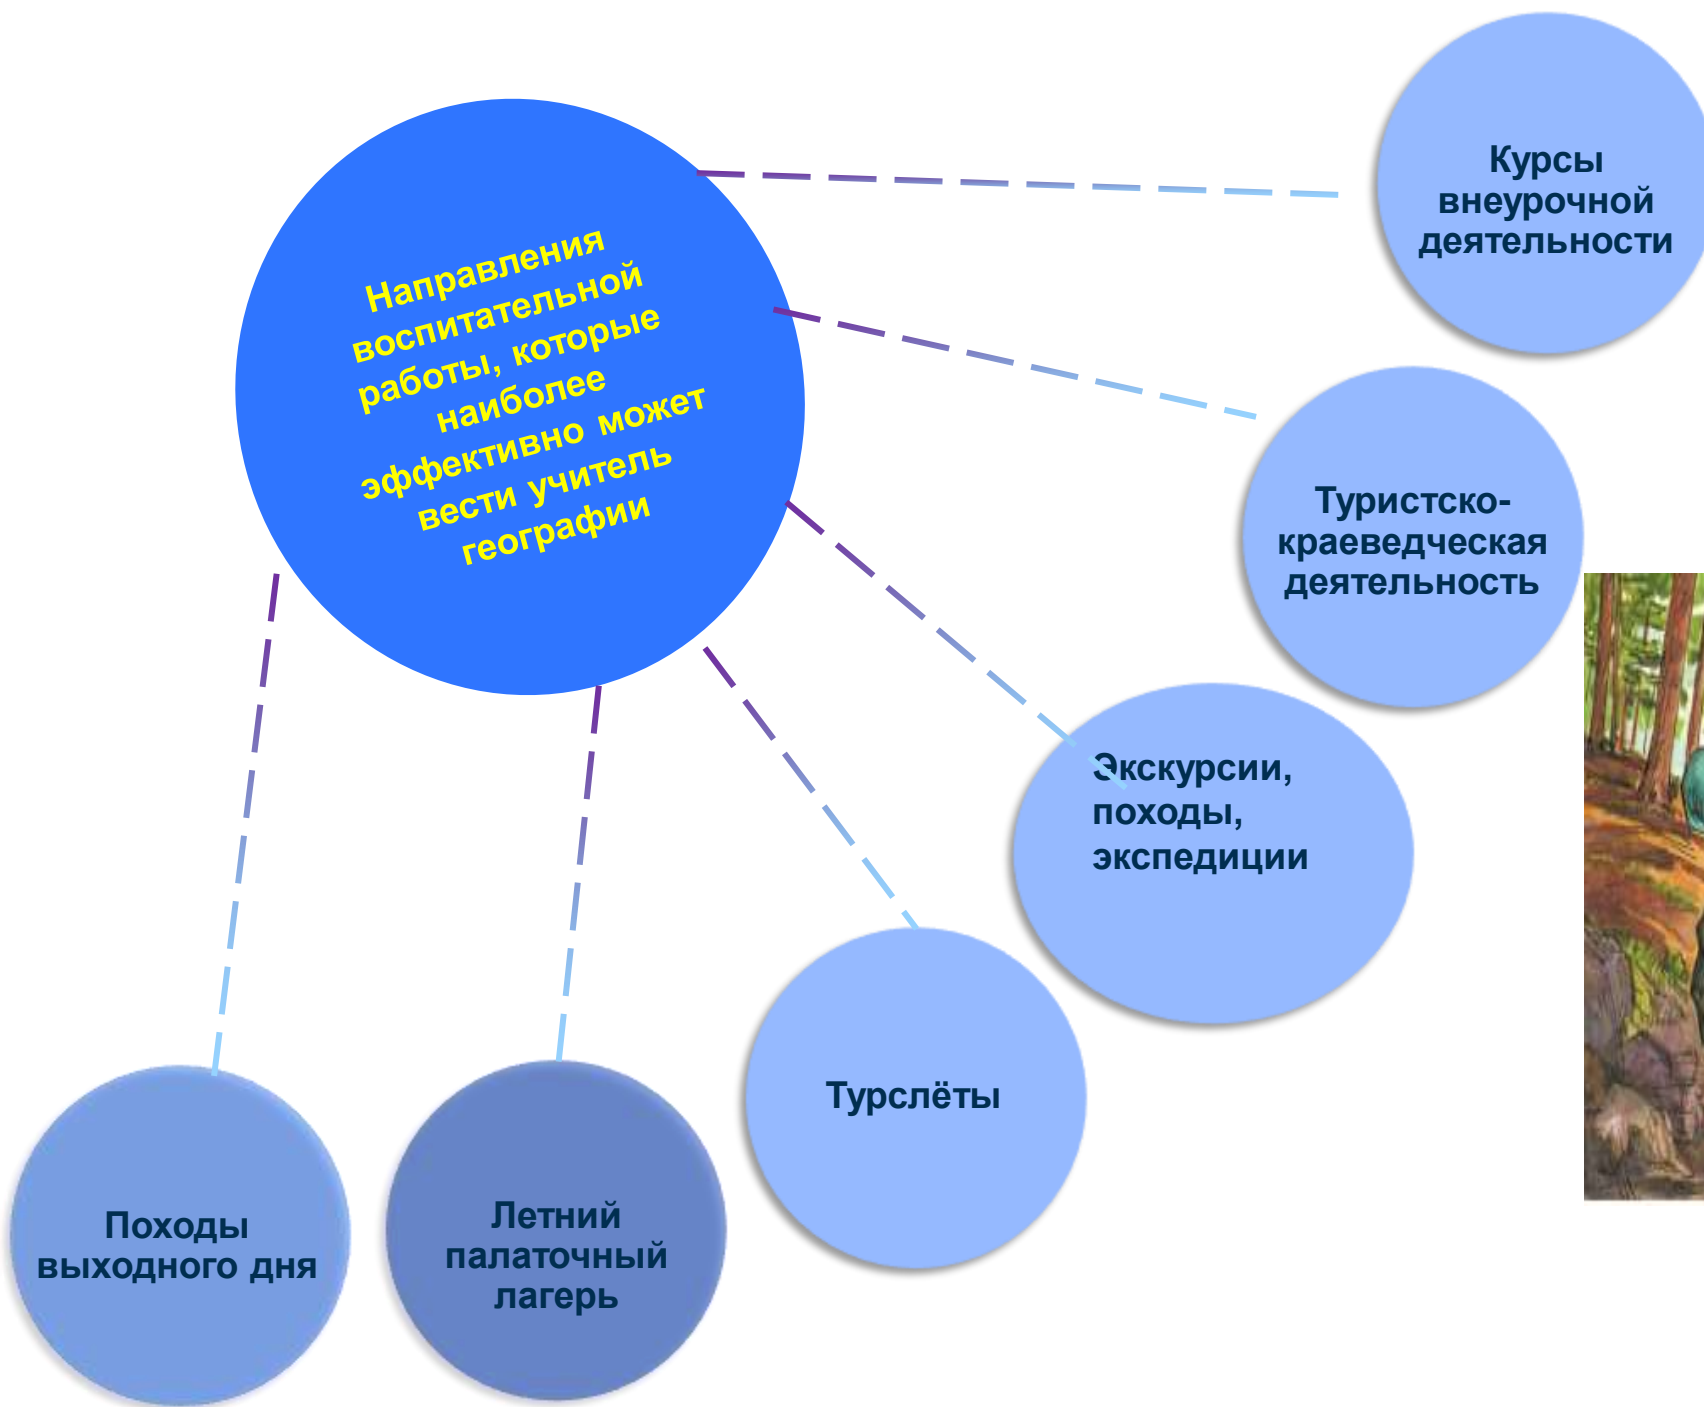 Направления
воспитательной
работы, которые
наиболее
эффективно может
вести учитель
географии
Курсы
внеурочной
деятельности
Туристско-
краеведческая
деятельность
Экскурсии,
походы,
экспедиции
Турслёты
Летний
палаточный
лагерь
Походы
выходного дня